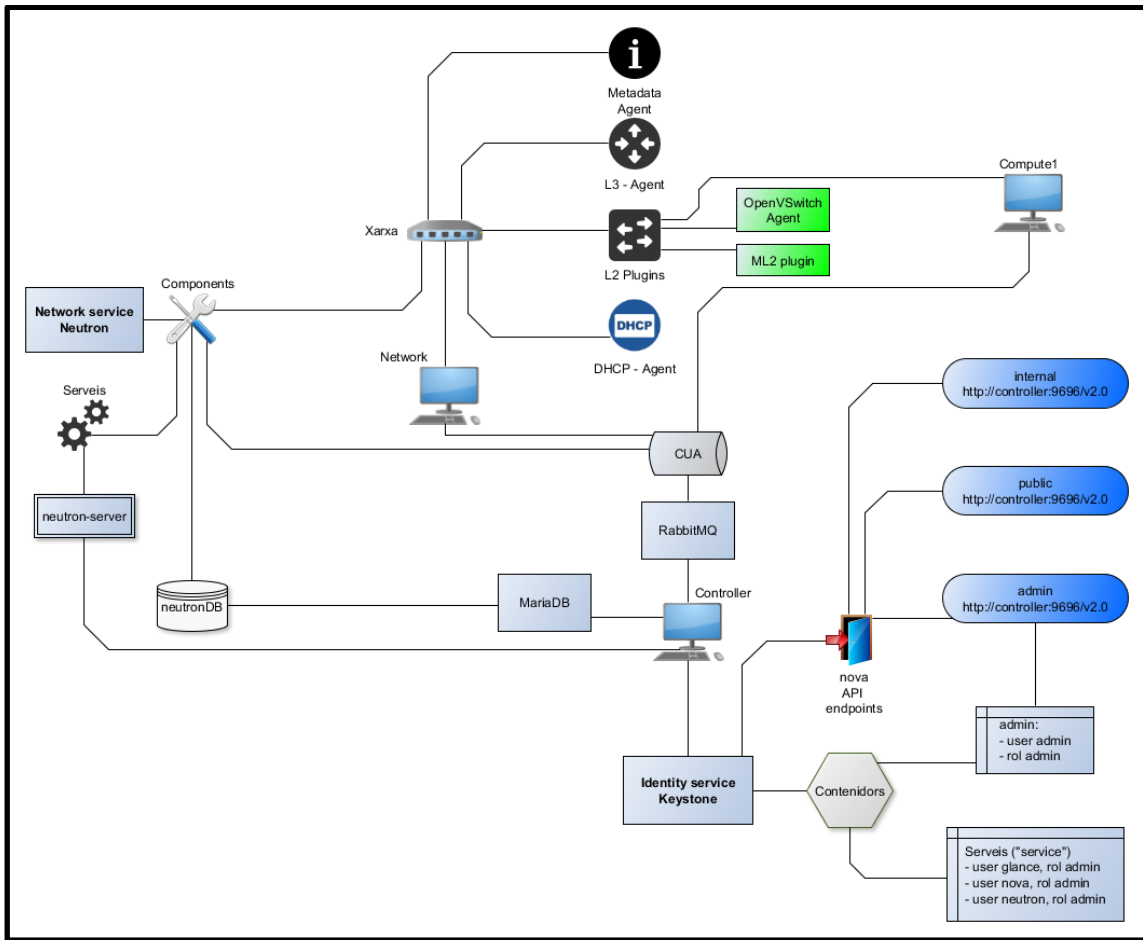 Metadata
Agent
L3 - Agent
Compute1
OpenVSwitch
Agent
Xarxa
ML2 plugin
L2 Plugins
Components
Network service
Neutron
DHCP
DHCP - Agent
Network
Serveis
internal
http://controller:9696/v2.0
CUA
public
http://controller:9696/v2.0
neutron-server
RabbitMQ
neutronDB
MariaDB
Controller
admin
http://controller:9696/v2.0
nova
API
endpoints
admin:
- user admin
- rol admin
Identity service
Keystone
Contenidors
Serveis ("service")
- user glance, rol admin
- user nova, rol admin
- user neutron, rol admin